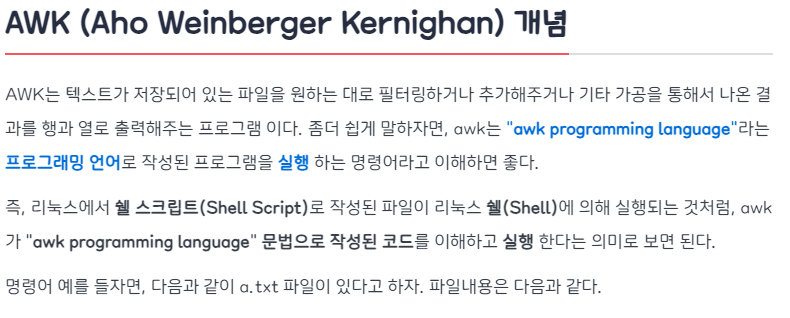 AWK (Aho Weinberger Kernighan) 개념
AWK는 텍스트가 저장되어 있는 파일을 원하는 대로 필터링하거나 추가해주거나 기타 가공을 통해서 나온 결
과를 행과 열로 출력해주는 프로그램 이다. 좀더 쉽게 말하자면, awk는 "awk programming language"라는
프로그래밍 언어로 작성된 프로그램을 실행 하는 명령어라고 이해하면 좋다.
즉, 리눅스에서 쉘 스크립트(Shell Script)로 작성된 파일이 리눅스 쉘(Shell)에 의해 실행되는 것처럼, awk
가 "awk programming language" 문법으로 작성된 코드를 이해하고 실행 한다는 의미로 보면 된다.
명령어 예를 들자면, 다음과 같이 a.txt 파일이 있다고 하자. 파일내용은 다음과 같다.